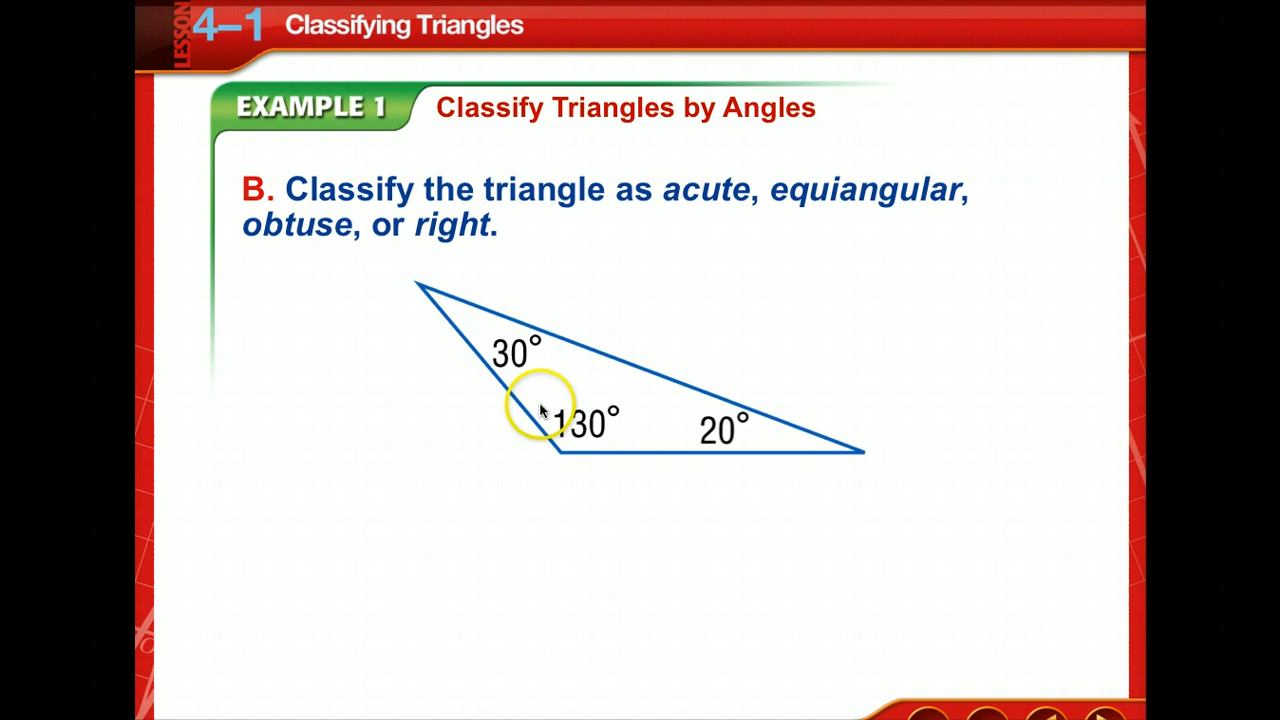 LESSON
4–1 Classifying Triangles
EXAMPLE 1 Classify Triangles by Angles
B. Classify the triangle as acute, equiangular,
obtuse, or right.
30°
130°
20°